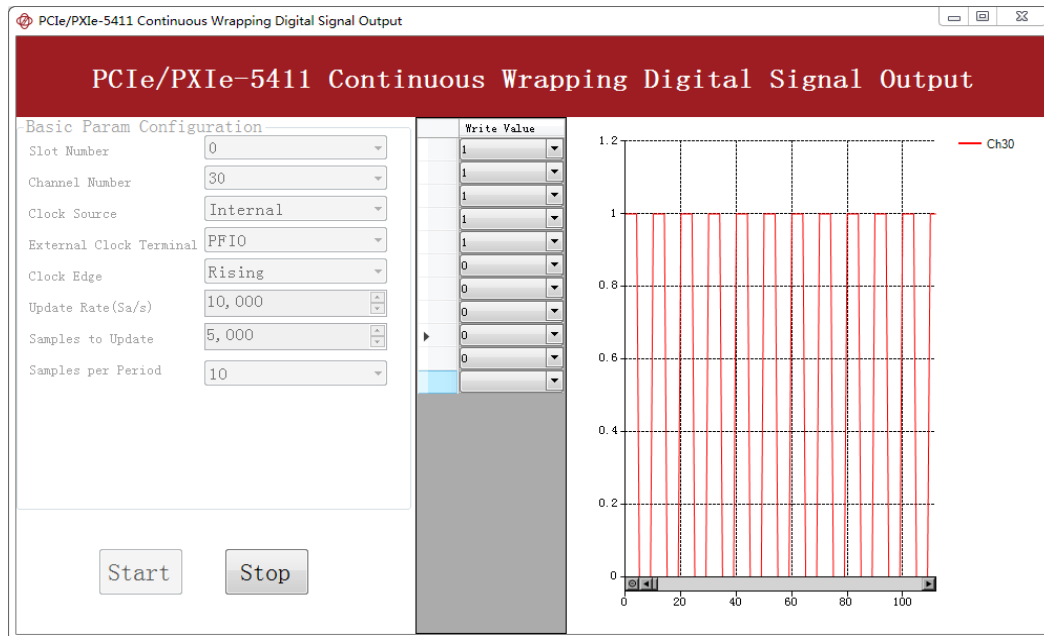 PCIe/PXIe-5411 Continuous Wrapping Digital Signal Output
PCIe/PXIe-5411 Continuous Wrapping Digital Signal Output
Basic Param Configuration
Slot Number 0
Channel Number 30
Clock Source Internal
External Clock Terminal PFI0
Clock Edge Rising
Update Rate(Sa/s) 10,000
Samples to Update 5,000
Samples per Period 10
Start Stop
Write Value
1
1
1
1
1
0
0
0
0
0
1.2
1
0.8
0.6
0.4
0.2
0
0 20 40 60 80 100
Ch30